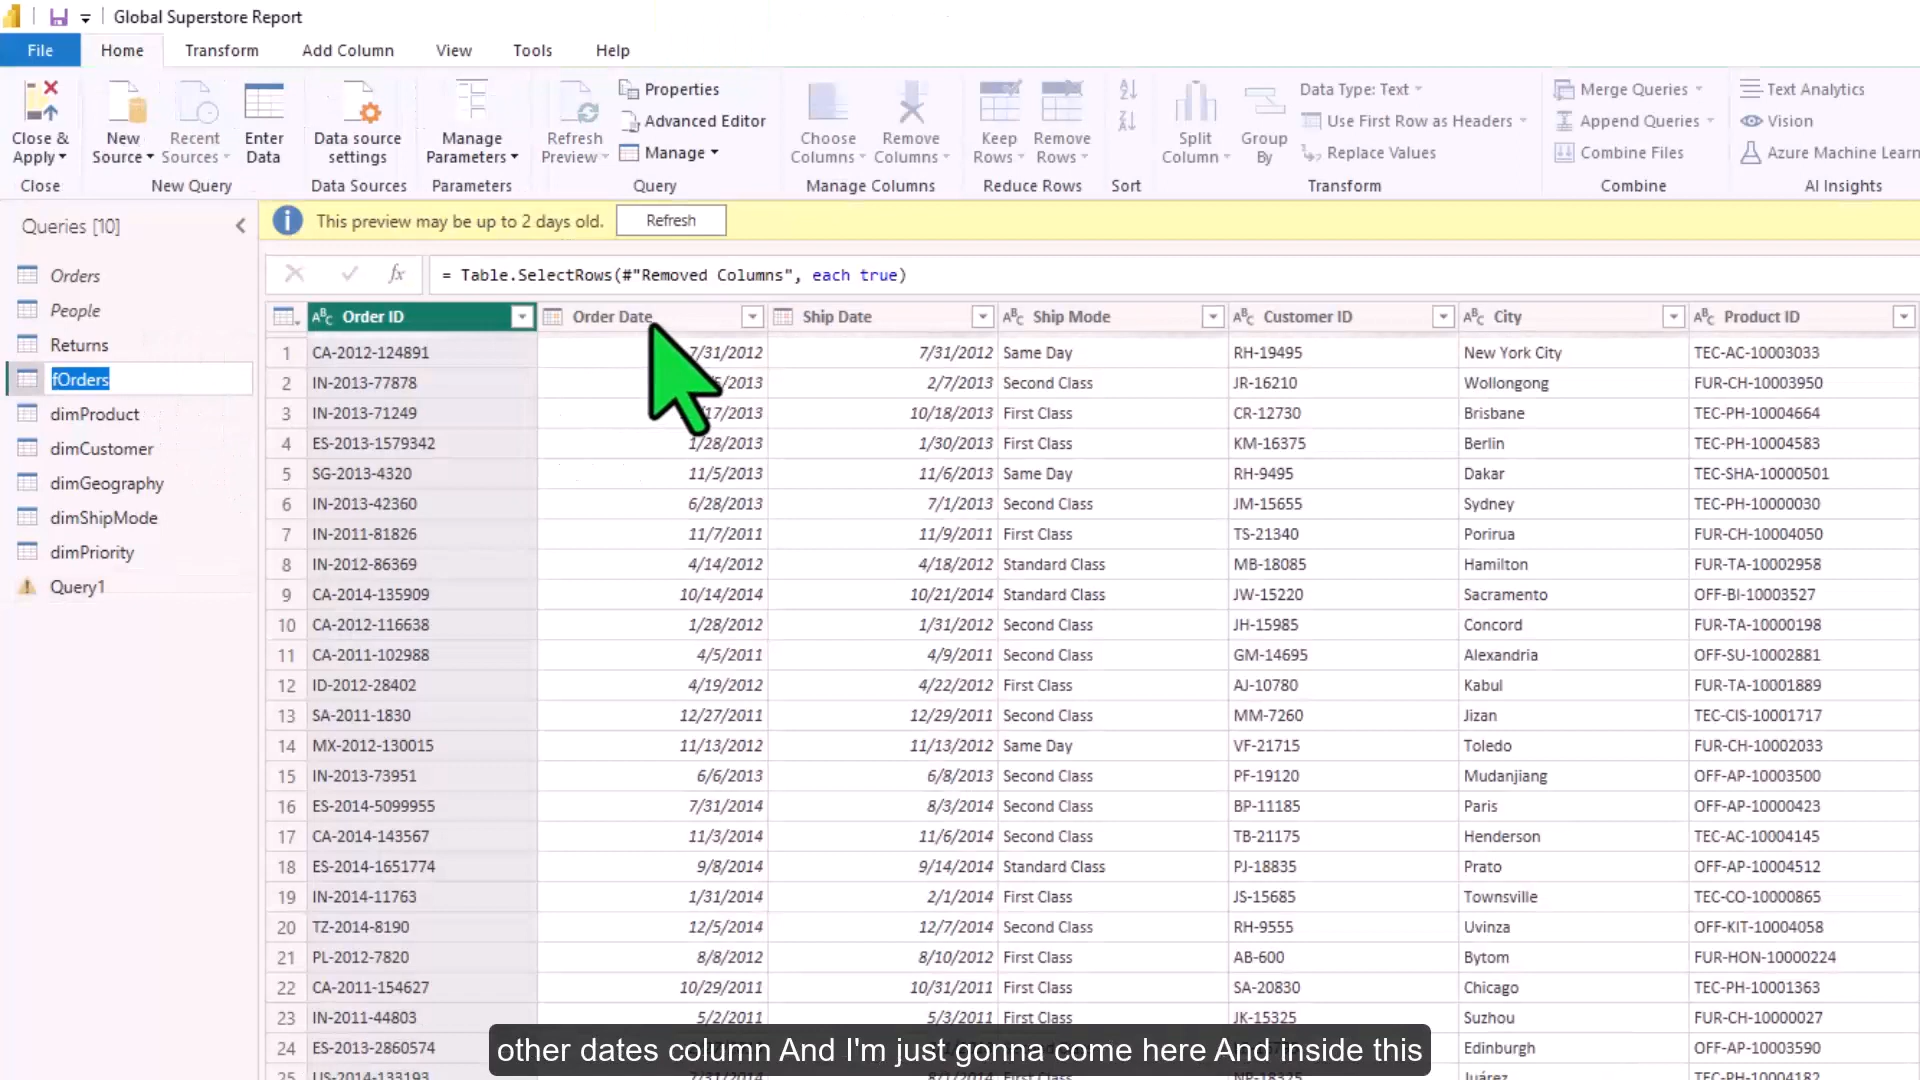 Global Superstore Report
File Home Transform Add Column View Tools Help
Close & Apply
New Source
Recent Sources
Enter Data
Data source settings
Manage Parameters
Refresh Preview
Properties
Advanced Editor
Manage
Choose Columns
Remove Columns
Keep Rows
Remove Rows
Split Column
Group By
Data Type: Text
Use First Row as Headers
Replace Values
Merge Queries
Append Queries
Combine Files
Text Analytics
Vision
Azure Machine Learn
Close New Query Data Sources Parameters Query Manage Columns Reduce Rows Sort Transform Combine AI Insights
Queries [10]
This preview may be up to 2 days old. Refresh
Orders
People
Returns
fOrders
dimProduct
dimCustomer
dimGeography
dimShipMode
dimPriority
Query1
fx = Table.SelectRows(#"Removed Columns", each true)
Order ID Order Date Ship Date Ship Mode Customer ID City Product ID
1 CA-2012-124891 7/31/2012 7/31/2012 Same Day RH-19495 New York City TEC-AC-10003033
2 IN-2013-77878 /2013 2/7/2013 Second Class JR-16210 Wollongong FUR-CH-10003950
3 IN-2013-71249 17/2013 10/18/2013 First Class CR-12730 Brisbane TEC-PH-10004664
4 ES-2013-1579342 1/28/2013 1/30/2013 First Class KM-16375 Berlin TEC-PH-10004583
5 SG-2013-4320 11/5/2013 11/6/2013 Same Day RH-9495 Dakar TEC-SHA-10000501
6 IN-2013-42360 6/28/2013 7/1/2013 Second Class JM-15655 Sydney TEC-PH-10000030
7 IN-2011-81826 11/7/2011 11/9/2011 First Class TS-21340 Porirua FUR-CH-10004050
8 IN-2012-86369 4/14/2012 4/18/2012 Standard Class MB-18085 Hamilton FUR-TA-10002958
9 CA-2014-135909 10/14/2014 10/21/2014 Standard Class JW-15220 Sacramento OFF-BI-10003527
10 CA-2012-116638 1/28/2012 1/31/2012 Second Class JH-15985 Concord FUR-TA-10000198
11 CA-2011-102988 4/5/2011 4/9/2011 Second Class GM-14695 Alexandria OFF-SU-10002881
12 ID-2012-28402 4/19/2012 4/22/2012 First Class AJ-10780 Kabul FUR-TA-10001889
13 SA-2011-1830 12/27/2011 12/29/2011 Second Class MM-7260 Jizan TEC-CIS-10001717
14 MX-2012-130015 11/13/2012 11/13/2012 Same Day VF-21715 Toledo FUR-CH-10002033
15 IN-2013-73951 6/6/2013 6/8/2013 Second Class PF-19120 Mudanjiang OFF-AP-10003500
16 ES-2014-5099955 7/31/2014 8/3/2014 Second Class BP-11185 Paris OFF-AP-10000423
17 CA-2014-143567 11/3/2014 11/6/2014 Second Class TB-21175 Henderson TEC-AC-10004145
18 ES-2014-1651774 9/8/2014 9/14/2014 Standard Class PJ-18835 Prato OFF-AP-10004512
19 IN-2014-11763 1/31/2014 2/1/2014 First Class JS-15685 Townsville TEC-CO-10000865
20 TZ-2014-8190 12/5/2014 12/7/2014 Second Class RH-9555 Uvinza OFF-KIT-10004058
21 PL-2012-7820 8/8/2012 8/10/2012 First Class AB-600 Bytom FUR-HON-10000224
22 CA-2011-154627 10/29/2011 10/31/2011 First Class SA-20830 Chicago TEC-PH-10001363
23 IN-2011-44803 5/2/2011 5/3/2011 First Class JK-15325 Suzhou FUR-CH-10000027
24 ES-2013-2860574 Edinburgh OFF-AP-10003590
other dates column And I'm just gonna come here And inside this
25 US-2014-133193 Juárez